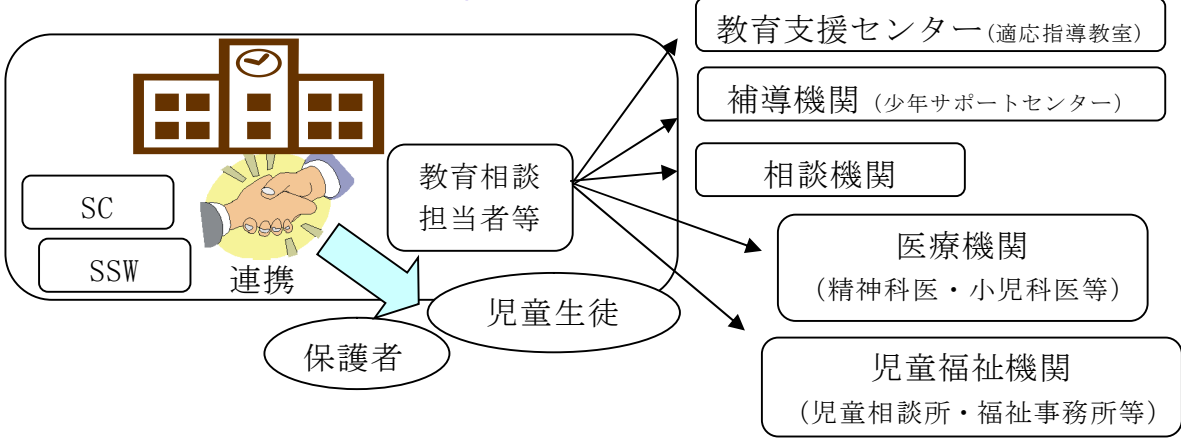 教育支援センター(適応指導教室)
補導機関(少年サポートセンター)
相談機関
医療機関
(精神科医・小児科医等)
児童福祉機関
(児童相談所・福祉事務所等)
教育相談
担当者等
SC
SSW
連携
児童生徒
保護者